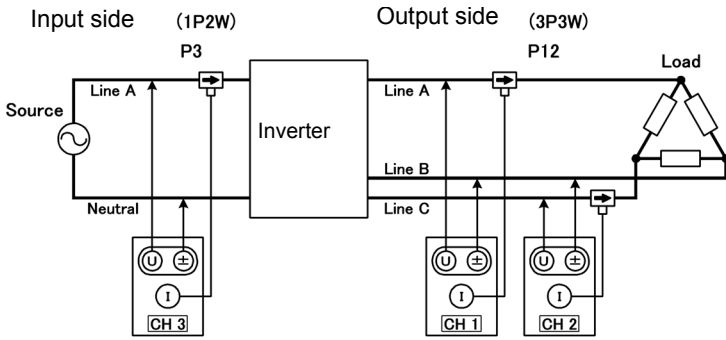 Input side (1P2W)
P3
Output side (3P3W)
P12
Load
Line A
Line A
Source
Inverter
Line B
Neutral
Line C
U ±
U ±
U ±
I
I
I
CH 3
CH 1
CH 2